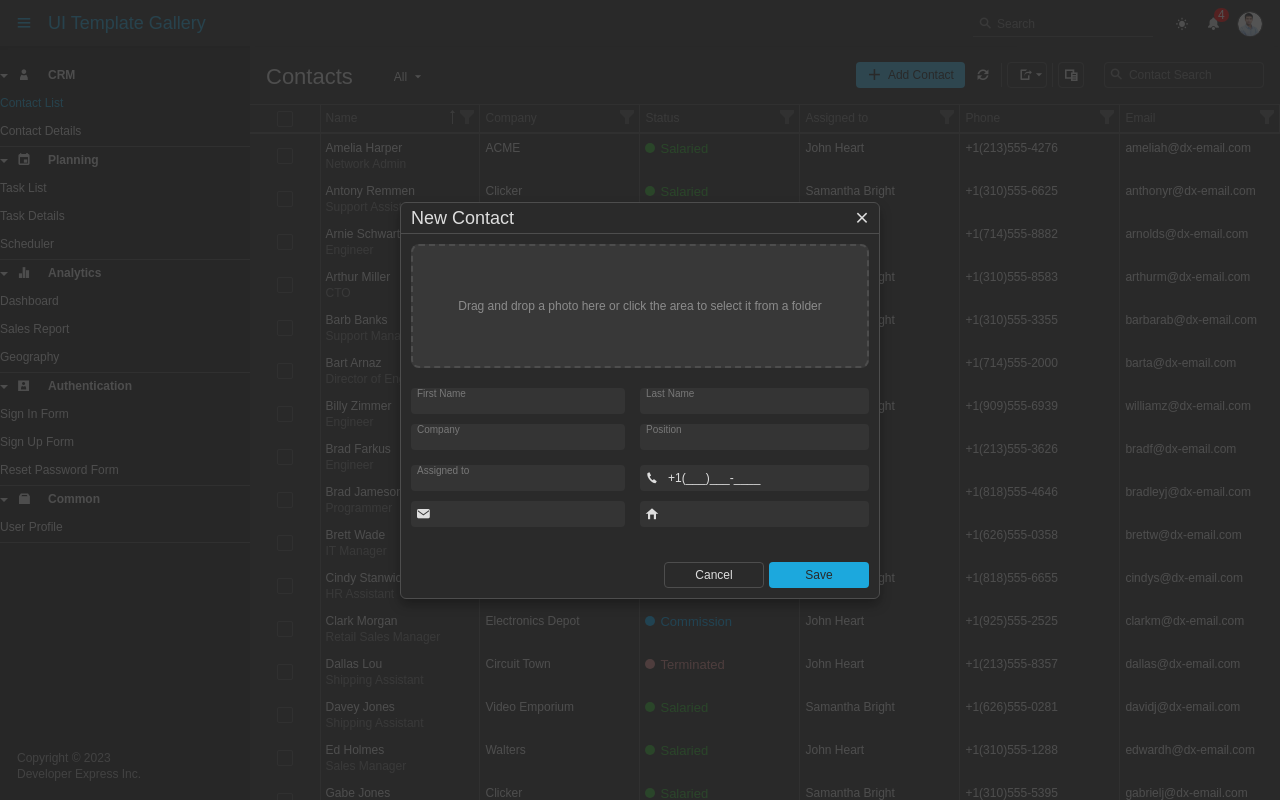 UI Template Gallery
Search
4
CRM
Contact List
Contact Details
Planning
Task List
Task Details
Scheduler
Analytics
Dashboard
Sales Report
Geography
Authentication
Sign In Form
Sign Up Form
Reset Password Form
Common
User Profile
Copyright © 2023
Developer Express Inc.
Contacts
All
Add Contact
Contact Search
Name Company Status Assigned to Phone Email
Amelia Harper ACME Salaried John Heart +1(213)555-4276 ameliah@dx-email.com
Network Admin
Antony Remmen Clicker Salaried Samantha Bright +1(310)555-6625 anthonyr@dx-email.com
Support Assis
Arnie Schwart +1(714)555-8882 arnolds@dx-email.com
Engineer
Arthur Miller ght +1(310)555-8583 arthurm@dx-email.com
CTO
Barb Banks ght +1(310)555-3355 barbarab@dx-email.com
Support Mana
Bart Arnaz +1(714)555-2000 barta@dx-email.com
Director of En
Billy Zimmer ght +1(909)555-6939 williamz@dx-email.com
Engineer
Brad Farkus +1(213)555-3626 bradf@dx-email.com
Engineer
Brad Jameson +1(818)555-4646 bradleyj@dx-email.com
Programmer
Brett Wade +1(626)555-0358 brettw@dx-email.com
IT Manager
Cindy Stanwic ght +1(818)555-6655 cindys@dx-email.com
HR Assistant
Clark Morgan Electronics Depot Commission John Heart +1(925)555-2525 clarkm@dx-email.com
Retail Sales Manager
Dallas Lou Circuit Town Terminated John Heart +1(213)555-8357 dallas@dx-email.com
Shipping Assistant
Davey Jones Video Emporium Salaried Samantha Bright +1(626)555-0281 davidj@dx-email.com
Shipping Assistant
Ed Holmes Walters Salaried John Heart +1(310)555-1288 edwardh@dx-email.com
Sales Manager
Gabe Jones Clicker Salaried Samantha Bright +1(310)555-5395 gabrielj@dx-email.com
New Contact
Drag and drop a photo here or click the area to select it from a folder
First Name Last Name
Company Position
Assigned to +1(___)___-____
Cancel Save